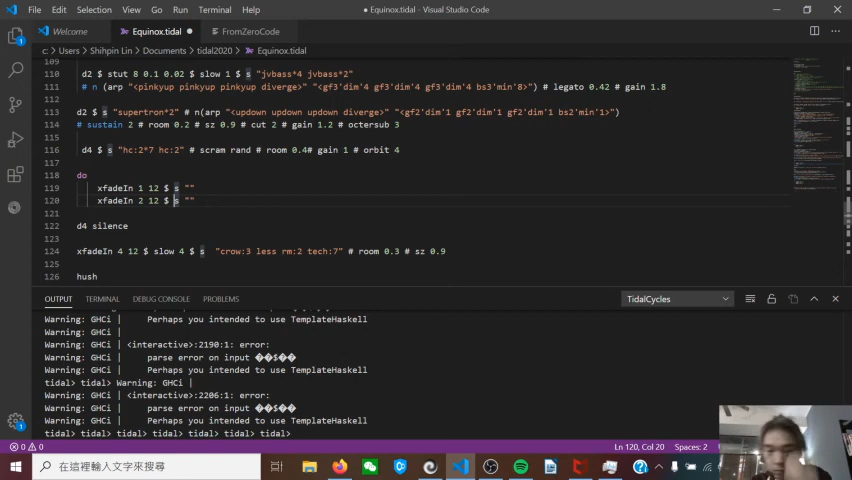 File Edit Selection View Go Run Terminal Help
● Equinox.tidal - Visual Studio Code
Welcome
Equinox.tidal ●
FromZeroCode
C: > Users > Shihpin Lin > Documents > tidal2020 > Equinox.tidal
109
110 d2 $ stut 8 0.1 0.02 $ slow 1 $ s "jvbass*4 jvbass*2"
111 # n (arp "<pinkyup pinkyup pinkyup diverge>" "<gf3'dim'4 gf3'dim'4 gf3'dim'4 bs3'min'8>") # legato 0.42 # gain 1.8
112
113 d2 $ s "supertron*2" # n(arp "<updown updown updown diverge>" "<gf2'dim'1 gf2'dim'1 gf2'dim'1 bs2'min'1>")
114 # sustain 2 # room 0.2 # sz 0.9 # cut 2 # gain 1.2 # octersub 3
115
116 d4 $ s "hc:2*7 hc:2" # scram rand # room 0.4# gain 1 # orbit 4
117
118 do
119 xfadeIn 1 12 $ s ""
120 xfadeIn 2 12 $ s ""
121
122 d4 silence
123
124 xfadeIn 4 12 $ slow 4 $ s "crow:3 less rm:2 tech:7" # room 0.3 # sz 0.9
125
126 hush
OUTPUT TERMINAL DEBUG CONSOLE PROBLEMS
TidalCycles
Warning: GHCi | Perhaps you intended to use TemplateHaskell
Warning: GHCi |
Warning: GHCi | <interactive>:2190:1: error:
Warning: GHCi | parse error on input ��$��
Warning: GHCi | Perhaps you intended to use TemplateHaskell
tidal> tidal> Warning: GHCi |
Warning: GHCi | <interactive>:2206:1: error:
Warning: GHCi | parse error on input ��$��
Warning: GHCi | Perhaps you intended to use TemplateHaskell
tidal> tidal> tidal> tidal> tidal> tidal>
0 0
Ln 120, Col 20 Spaces: 2
在這裡輸入文字來搜尋